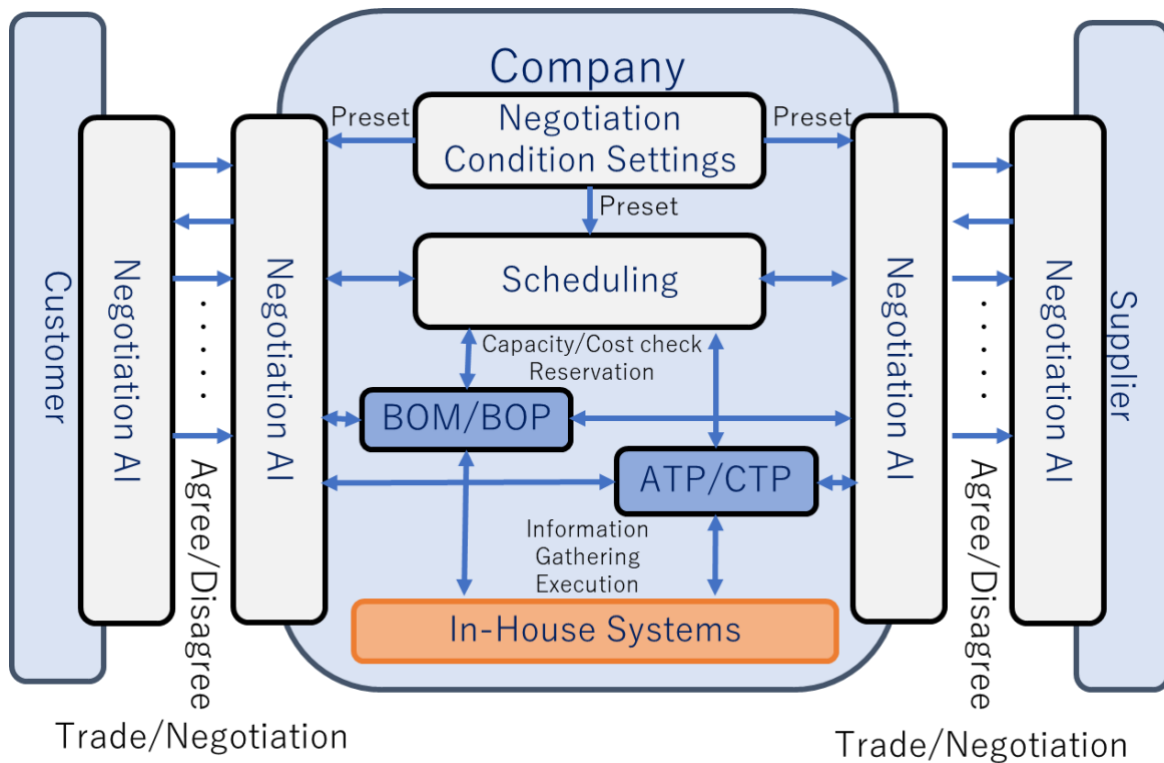 Company
Preset
Negotiation
Condition Settings
Preset
Preset
Scheduling
Capacity/Cost check
Reservation
BOM/BOP
ATP/CTP
Information
Gathering
Execution
In-House Systems
Customer
Negotiation AI
Agree/Disagree
Negotiation AI
Negotiation AI
Agree/Disagree
Negotiation AI
Supplier
Trade/Negotiation
Trade/Negotiation